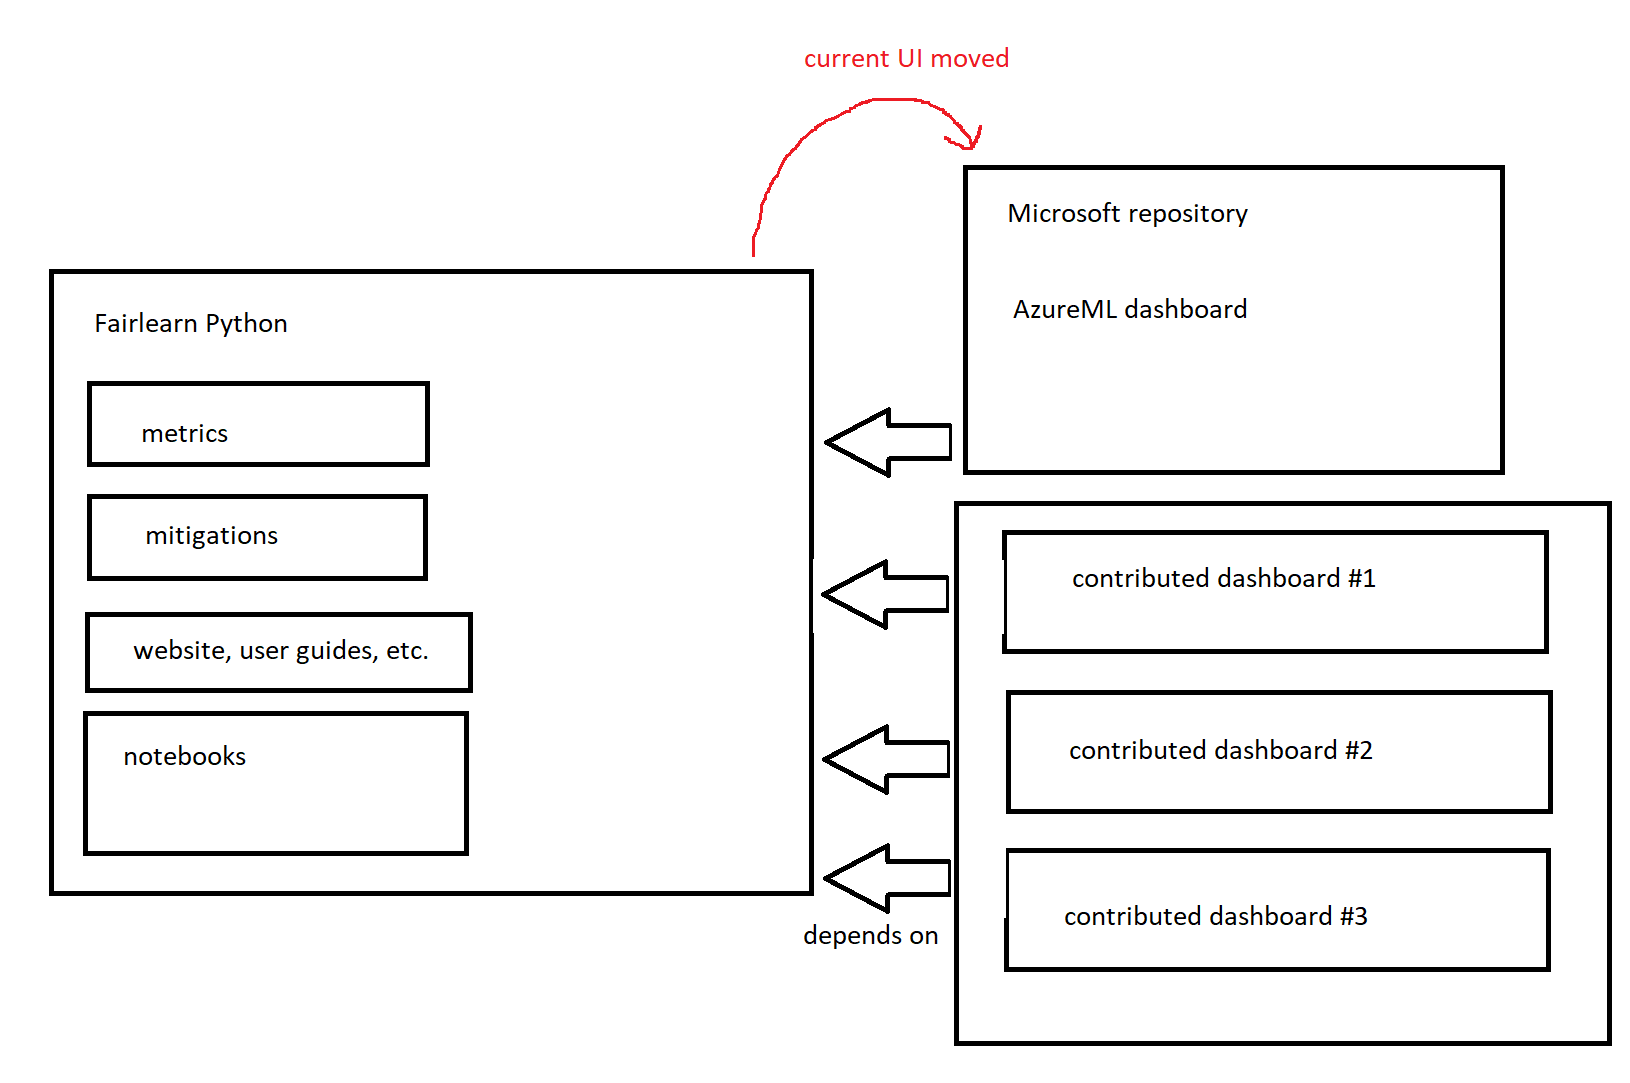 current UI moved
Microsoft repository
AzureML dashboard
Fairlearn Python
metrics
mitigations
website, user guides, etc.
notebooks
contributed dashboard #1
contributed dashboard #2
contributed dashboard #3
depends on